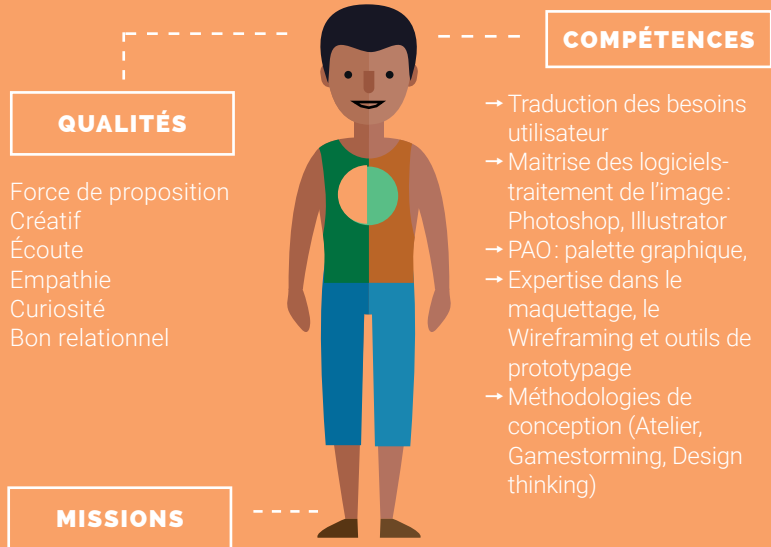 QUALITÉS
Force de proposition
Créatif
Écoute
Empathie
Curiosité
Bon relationnel
COMPÉTENCES
→ Traduction des besoins
utilisateur
→ Maitrise des logiciels-
traitement de l’image :
Photoshop, Illustrator
→ PAO : palette graphique,
→ Expertise dans le
maquettage, le
Wireframing et outils de
prototypage
→ Méthodologies de
conception (Atelier,
Gamestorming, Design
thinking)
MISSIONS